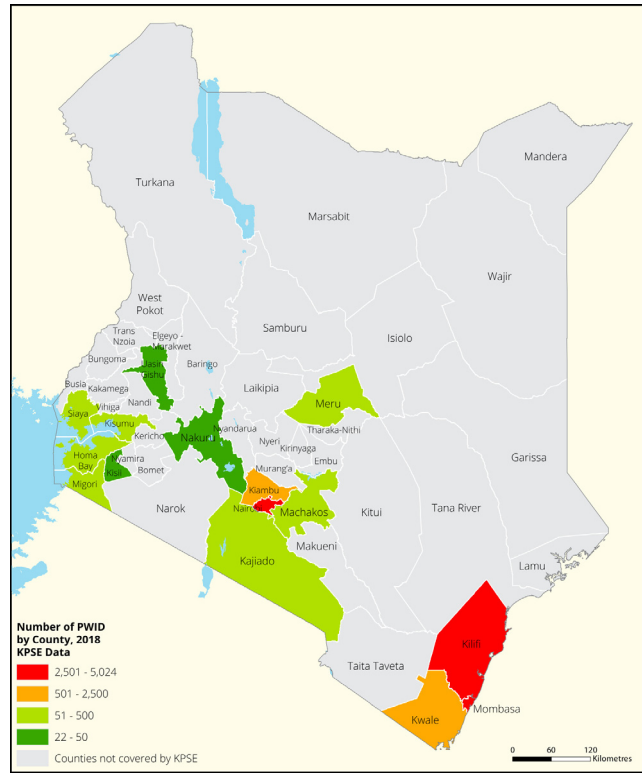 Mandera
Turkana
Marsabit
Wajir
West
Pokot
Samburu
Isiolo
Trans
Nzoia
Elgeyo -
Marakwet
Bungoma
Uasin
Gishu
Baringo
Laikipia
Busia
Kakamega
Meru
Nandi
Siaya
Vihiga
Kisumu
Nyandarua
Tharaka-Nithi
Kericho
Nakuru
Nyeri
Kirinyaga
Garissa
Homa
Bay
Nyamira
Embu
Kisii
Bomet
Murang'a
Migori
Kiambu
Tana River
Narok
Nairobi
Machakos
Kitui
Makueni
Kajiado
Lamu
Kilifi
Taita Taveta
Mombasa
Kwale
Number of PWID
by County, 2018
KPSE Data
2,501 - 5,024
501 - 2,500
51 - 500
22 - 50
Counties not covered by KPSE
0 60 120
Kilometres